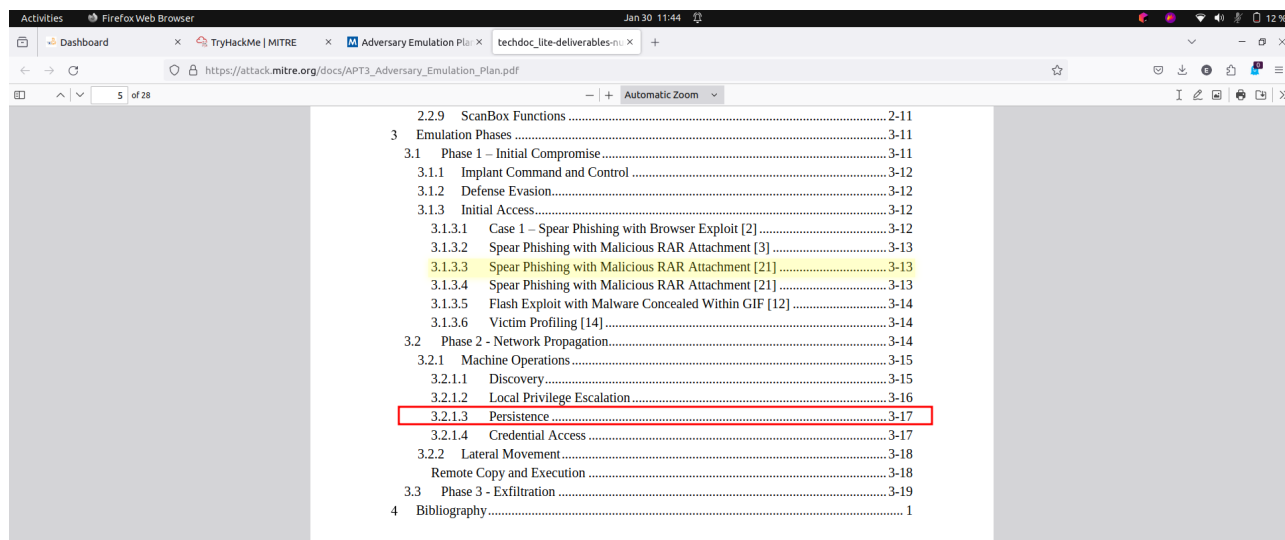 Activities Firefox Web Browser Jan 30 11:44 12 %
Dashboard × TryHackMe | MITRE × Adversary Emulation Pla × techdoc_lite-deliverables-nu × +
https://attack.mitre.org/docs/APT3_Adversary_Emulation_Plan.pdf
5 of 28 − + Automatic Zoom
2.2.9 ScanBox Functions 2-11
3 Emulation Phases 3-11
3.1 Phase 1 – Initial Compromise 3-11
3.1.1 Implant Command and Control 3-12
3.1.2 Defense Evasion 3-12
3.1.3 Initial Access 3-12
3.1.3.1 Case 1 – Spear Phishing with Browser Exploit [2] 3-12
3.1.3.2 Spear Phishing with Malicious RAR Attachment [3] 3-13
3.1.3.3 Spear Phishing with Malicious RAR Attachment [21] 3-13
3.1.3.4 Spear Phishing with Malicious RAR Attachment [21] 3-13
3.1.3.5 Flash Exploit with Malware Concealed Within GIF [12] 3-14
3.1.3.6 Victim Profiling [14] 3-14
3.2 Phase 2 - Network Propagation 3-14
3.2.1 Machine Operations 3-15
3.2.1.1 Discovery 3-15
3.2.1.2 Local Privilege Escalation 3-16
3.2.1.3 Persistence 3-17
3.2.1.4 Credential Access 3-17
3.2.2 Lateral Movement 3-18
Remote Copy and Execution 3-18
3.3 Phase 3 - Exfiltration 3-19
4 Bibliography 1